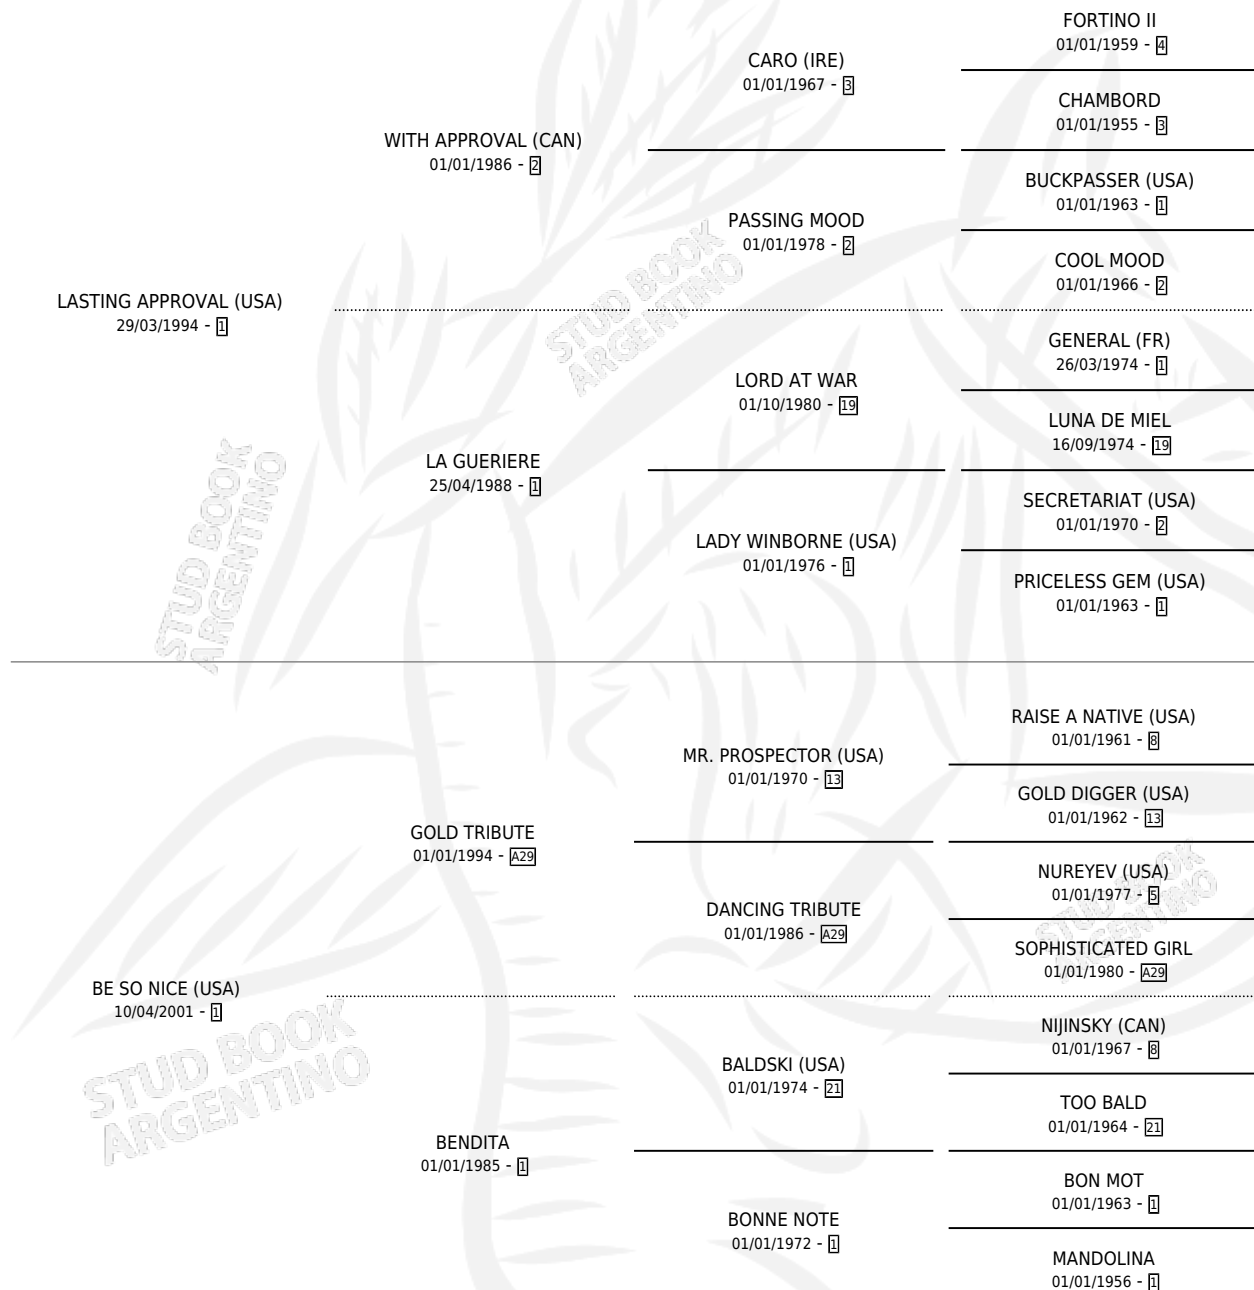 FORTINO II
01/01/1959 - 4
CARO (IRE)
01/01/1967 - 3
CHAMBORD
01/01/1955 - 3
WITH APPROVAL (CAN)
01/01/1986 - 2
BUCKPASSER (USA)
01/01/1963 - 1
PASSING MOOD
01/01/1978 - 2
COOL MOOD
01/01/1966 - 2
LASTING APPROVAL (USA)
29/03/1994 - 1
GENERAL (FR)
26/03/1974 - 1
LORD AT WAR
01/10/1980 - 19
LUNA DE MIEL
16/09/1974 - 19
LA GUERIERE
25/04/1988 - 1
SECRETARIAT (USA)
01/01/1970 - 2
LADY WINBORNE (USA)
01/01/1976 - 1
PRICELESS GEM (USA)
01/01/1963 - 1
RAISE A NATIVE (USA)
01/01/1961 - 8
MR. PROSPECTOR (USA)
01/01/1970 - 13
GOLD DIGGER (USA)
01/01/1962 - 13
GOLD TRIBUTE
01/01/1994 - A29
NUREYEV (USA)
01/01/1977 - 5
DANCING TRIBUTE
01/01/1986 - A29
SOPHISTICATED GIRL
01/01/1980 - A29
BE SO NICE (USA)
10/04/2001 - 1
NIJINSKY (CAN)
01/01/1967 - 8
BALDSKI (USA)
01/01/1974 - 21
TOO BALD
01/01/1964 - 21
BENDITA
01/01/1985 - 1
BON MOT
01/01/1963 - 1
BONNE NOTE
01/01/1972 - 1
MANDOLINA
01/01/1956 - 1
STUD BOOK
ARGENTINO
STUD BOOK
ARGENTINO
STUD BOOK
ARGENTINO
STUD BOOK
ARGENTINO